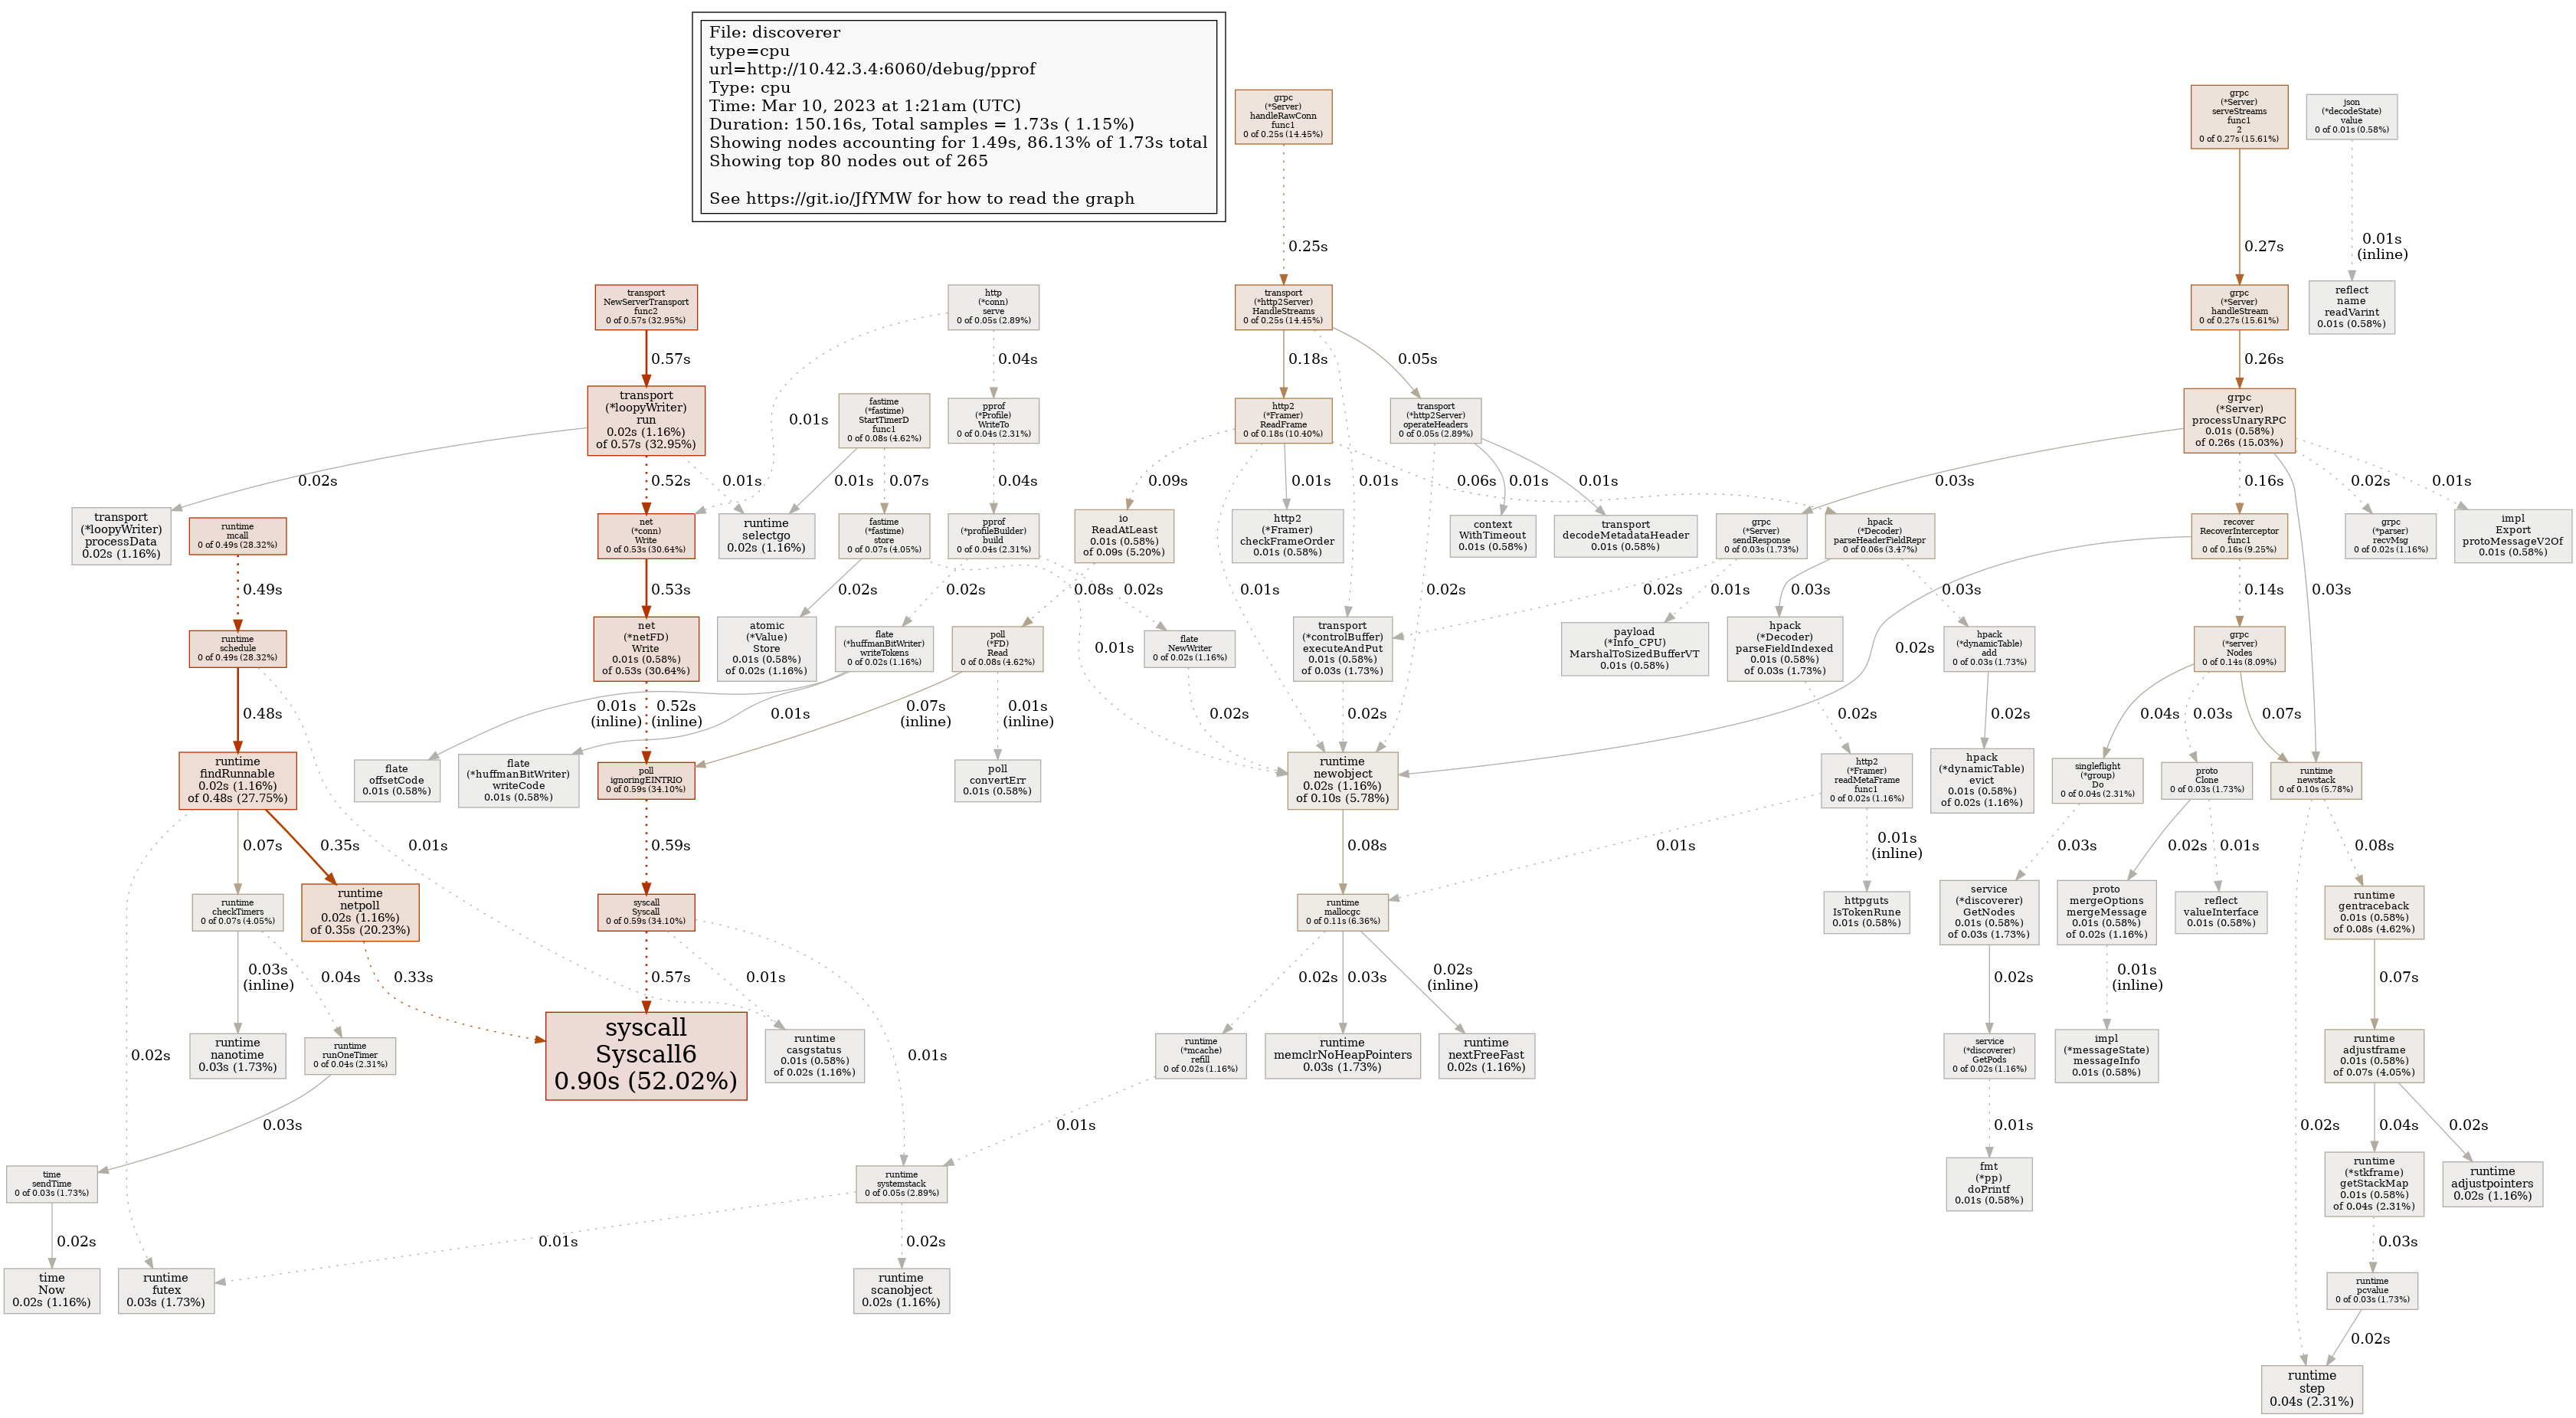 File: discoverer
type=cpu
url=http://10.42.3.4:6060/debug/pprof
Type: cpu
Time: Mar 10, 2023 at 1:21am (UTC)
Duration: 150.16s, Total samples = 1.73s ( 1.15%)
Showing nodes accounting for 1.49s, 86.13% of 1.73s total
Showing top 80 nodes out of 265
See https://git.io/JfYMW for how to read the graph
grpc
(*Server)
handleRawConn
func1
0 of 0.25s (14.45%)
grpc
(*Server)
serveStreams
func1
2
0 of 0.27s (15.61%)
json
(*decodeState)
value
0 of 0.01s (0.58%)
0.25s
0.27s
0.01s
(inline)
transport
NewServerTransport
func2
0 of 0.57s (32.95%)
http
(*conn)
serve
0 of 0.05s (2.89%)
transport
(*http2Server)
HandleStreams
0 of 0.25s (14.45%)
grpc
(*Server)
handleStream
0 of 0.27s (15.61%)
reflect
name
readVarint
0.01s (0.58%)
0.57s
0.04s
0.18s
0.05s
0.26s
transport
(*loopyWriter)
run
0.02s (1.16%)
of 0.57s (32.95%)
0.01s
fastime
(*fastime)
StartTimerD
func1
0 of 0.08s (4.62%)
pprof
(*Profile)
WriteTo
0 of 0.04s (2.31%)
http2
(*Framer)
ReadFrame
0 of 0.18s (10.40%)
transport
(*http2Server)
operateHeaders
0 of 0.05s (2.89%)
grpc
(*Server)
processUnaryRPC
0.01s (0.58%)
of 0.26s (15.03%)
0.02s
0.52s
0.01s
0.01s
0.07s
0.04s
0.09s
0.01s
0.01s
0.06s
0.01s
0.01s
0.03s
0.16s
0.02s
0.01s
transport
(*loopyWriter)
processData
0.02s (1.16%)
runtime
mcall
0 of 0.49s (28.32%)
net
(*conn)
Write
0 of 0.53s (30.64%)
runtime
selectgo
0.02s (1.16%)
fastime
(*fastime)
store
0 of 0.07s (4.05%)
pprof
(*profileBuilder)
build
0 of 0.04s (2.31%)
io
ReadAtLeast
0.01s (0.58%)
of 0.09s (5.20%)
http2
(*Framer)
checkFrameOrder
0.01s (0.58%)
context
WithTimeout
0.01s (0.58%)
transport
decodeMetadataHeader
0.01s (0.58%)
grpc
(*Server)
sendResponse
0 of 0.03s (1.73%)
hpack
(*Decoder)
parseHeaderFieldRepr
0 of 0.06s (3.47%)
recover
RecoverInterceptor
func1
0 of 0.16s (9.25%)
grpc
(*parser)
recvMsg
0 of 0.02s (1.16%)
impl
Export
protoMessageV2Of
0.01s (0.58%)
0.49s
0.53s
0.02s
0.02s
0.08s
0.02s
0.01s
0.02s
0.02s
0.01s
0.03s
0.03s
0.14s
0.03s
runtime
schedule
0 of 0.49s (28.32%)
net
(*netFD)
Write
0.01s (0.58%)
of 0.53s (30.64%)
atomic
(*Value)
Store
0.01s (0.58%)
of 0.02s (1.16%)
flate
(*huffmanBitWriter)
writeTokens
0 of 0.02s (1.16%)
poll
(*FD)
Read
0 of 0.08s (4.62%)
0.01s
flate
NewWriter
0 of 0.02s (1.16%)
transport
(*controlBuffer)
executeAndPut
0.01s (0.58%)
of 0.03s (1.73%)
payload
(*Info_CPU)
MarshalToSizedBufferVT
0.01s (0.58%)
hpack
(*Decoder)
parseFieldIndexed
0.01s (0.58%)
of 0.03s (1.73%)
0.02s
hpack
(*dynamicTable)
add
0 of 0.03s (1.73%)
grpc
(*server)
Nodes
0 of 0.14s (8.09%)
0.48s
0.01s
(inline)
0.52s
(inline)
0.01s
0.07s
(inline)
0.01s
(inline)
0.02s
0.02s
0.02s
0.02s
0.04s
0.03s
0.07s
runtime
findRunnable
0.02s (1.16%)
of 0.48s (27.75%)
flate
offsetCode
0.01s (0.58%)
flate
(*huffmanBitWriter)
writeCode
0.01s (0.58%)
poll
ignoringEINTRIO
0 of 0.59s (34.10%)
poll
convertErr
0.01s (0.58%)
runtime
newobject
0.02s (1.16%)
of 0.10s (5.78%)
http2
(*Framer)
readMetaFrame
func1
0 of 0.02s (1.16%)
hpack
(*dynamicTable)
evict
0.01s (0.58%)
of 0.02s (1.16%)
singleflight
(*group)
Do
0 of 0.04s (2.31%)
proto
Clone
0 of 0.03s (1.73%)
runtime
newstack
0 of 0.10s (5.78%)
0.07s
0.35s
0.01s
0.59s
0.08s
0.01s
0.01s
(inline)
0.03s
0.02s
0.01s
0.08s
runtime
checkTimers
0 of 0.07s (4.05%)
runtime
netpoll
0.02s (1.16%)
of 0.35s (20.23%)
syscall
Syscall
0 of 0.59s (34.10%)
runtime
mallocgc
0 of 0.11s (6.36%)
httpguts
IsTokenRune
0.01s (0.58%)
service
(*discoverer)
GetNodes
0.01s (0.58%)
of 0.03s (1.73%)
proto
mergeOptions
mergeMessage
0.01s (0.58%)
of 0.02s (1.16%)
reflect
valueInterface
0.01s (0.58%)
runtime
gentraceback
0.01s (0.58%)
of 0.08s (4.62%)
0.03s
(inline)
0.04s
0.33s
0.57s
0.01s
0.02s
0.03s
0.02s
(inline)
0.02s
0.01s
(inline)
0.07s
0.02s
runtime
nanotime
0.03s (1.73%)
runtime
runOneTimer
0 of 0.04s (2.31%)
syscall
Syscall6
0.90s (52.02%)
runtime
casgstatus
0.01s (0.58%)
of 0.02s (1.16%)
0.01s
runtime
(*mcache)
refill
0 of 0.02s (1.16%)
runtime
memclrNoHeapPointers
0.03s (1.73%)
runtime
nextFreeFast
0.02s (1.16%)
service
(*discoverer)
GetPods
0 of 0.02s (1.16%)
impl
(*messageState)
messageInfo
0.01s (0.58%)
runtime
adjustframe
0.01s (0.58%)
of 0.07s (4.05%)
0.03s
0.01s
0.01s
0.02s
0.04s
0.02s
time
sendTime
0 of 0.03s (1.73%)
runtime
systemstack
0 of 0.05s (2.89%)
fmt
(*pp)
doPrintf
0.01s (0.58%)
runtime
(*stkframe)
getStackMap
0.01s (0.58%)
of 0.04s (2.31%)
runtime
adjustpointers
0.02s (1.16%)
0.02s
0.01s
0.02s
0.03s
time
Now
0.02s (1.16%)
runtime
futex
0.03s (1.73%)
runtime
scanobject
0.02s (1.16%)
runtime
pcvalue
0 of 0.03s (1.73%)
0.02s
runtime
step
0.04s (2.31%)